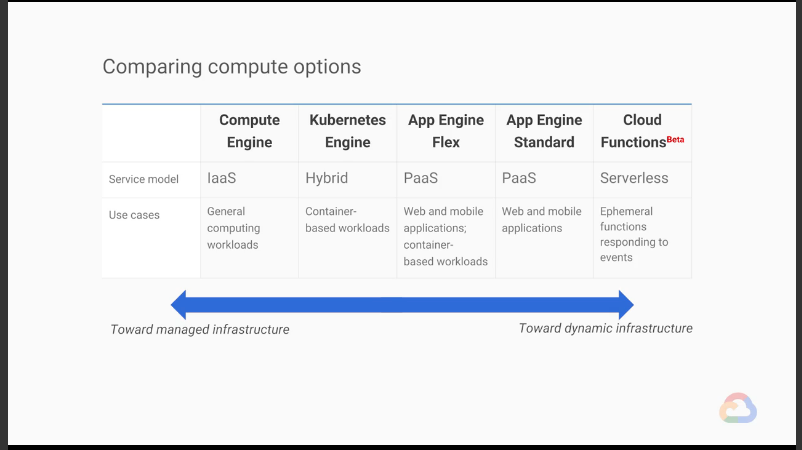 Comparing compute options
Compute Engine
Kubernetes Engine
App Engine Flex
App Engine Standard
Cloud Functions Beta
Service model
IaaS
Hybrid
PaaS
PaaS
Serverless
Use cases
General
computing
workloads
Container-
based workloads
Web and mobile
applications;
container-
based workloads
Web and mobile
applications
Ephemeral
functions
responding to
events
Toward managed infrastructure
Toward dynamic infrastructure